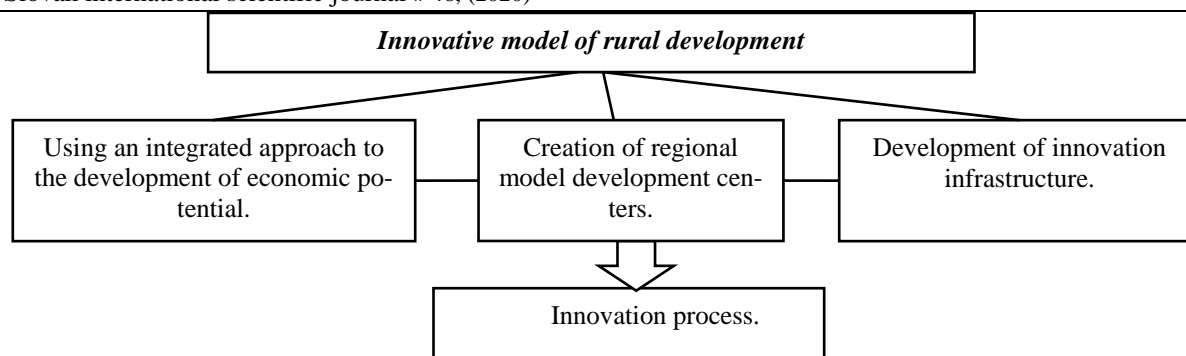 Innovative model of rural development
Using an integrated approach to
the development of economic po-
tential.
Creation of regional
model development cen-
ters.
Development of innovation
infrastructure.
Innovation process.